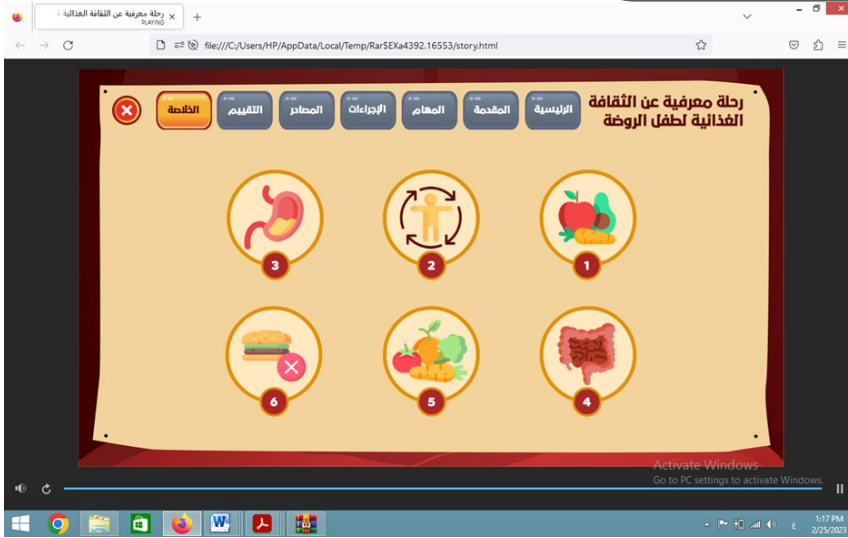 رحلة معرفية عن الثقافة الغذائية
PLAYING
file:///C:/Users/HP/AppData/Local/Temp/Rar$EXa4392.16553/story.html
رحلة معرفية عن الثقافة
الغذائية لطفل الروضة
الرئيسية
المقدمة
المهام
الإجراءات
المصادر
التقييم
الخلاصة
1
2
3
4
5
6
Activate Windows
Go to PC settings to activate Windows.
ع
1:17 PM
2/25/2023